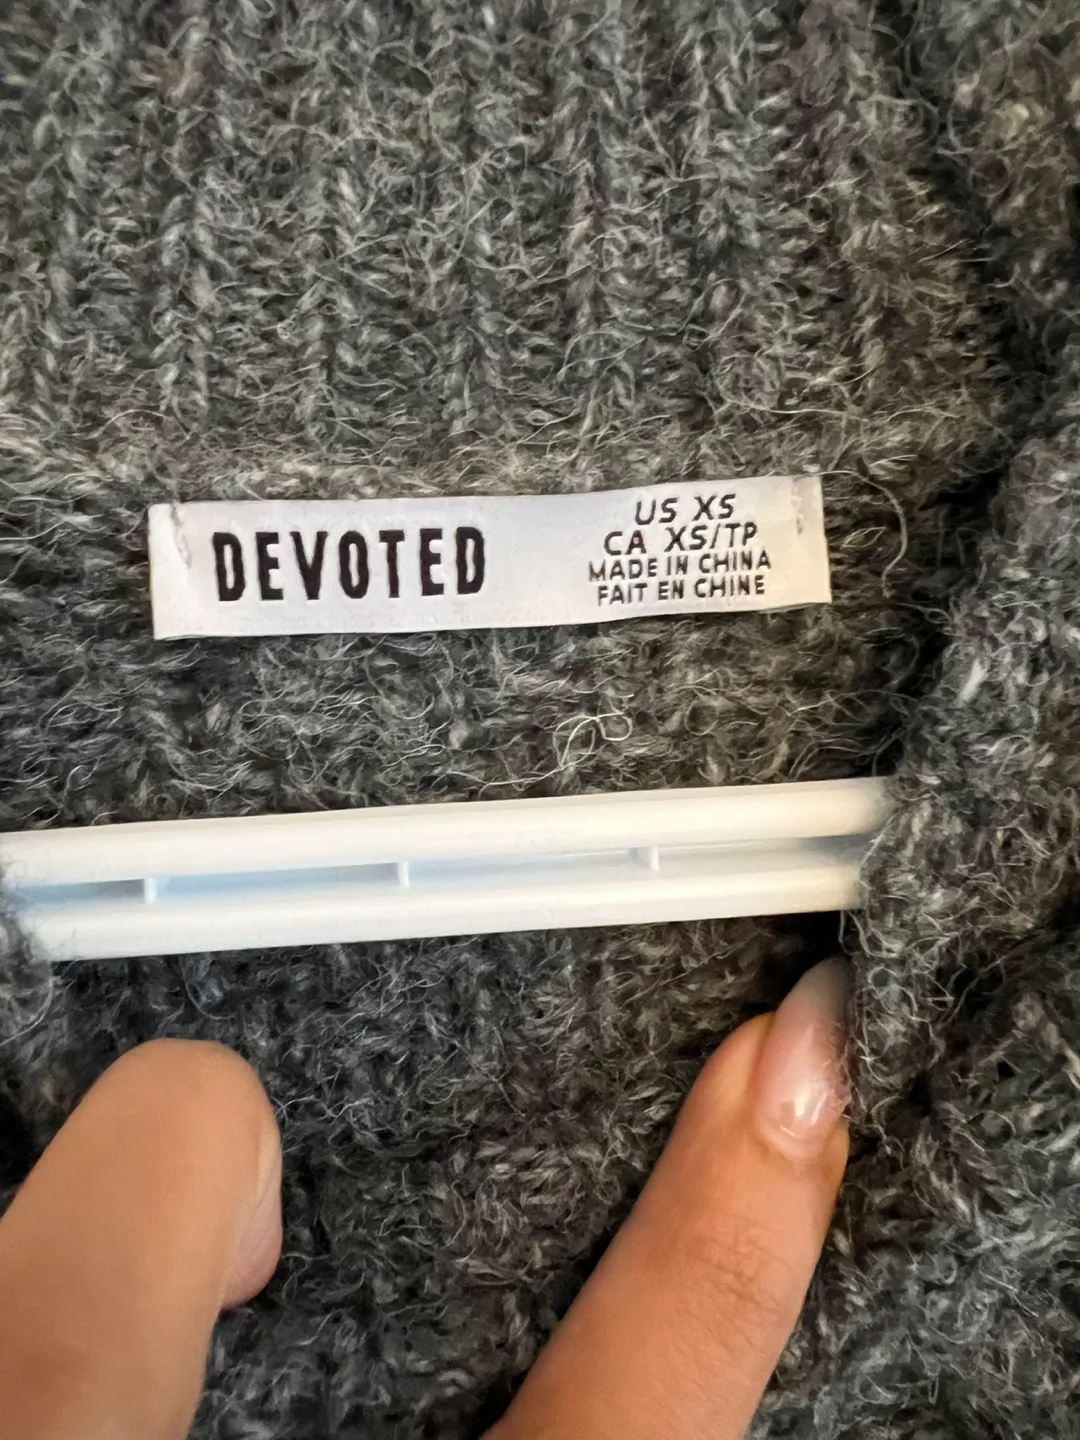 DEVOTED
US XS
CA XS/TP
MADE IN CHINA
FAIT EN CHINE